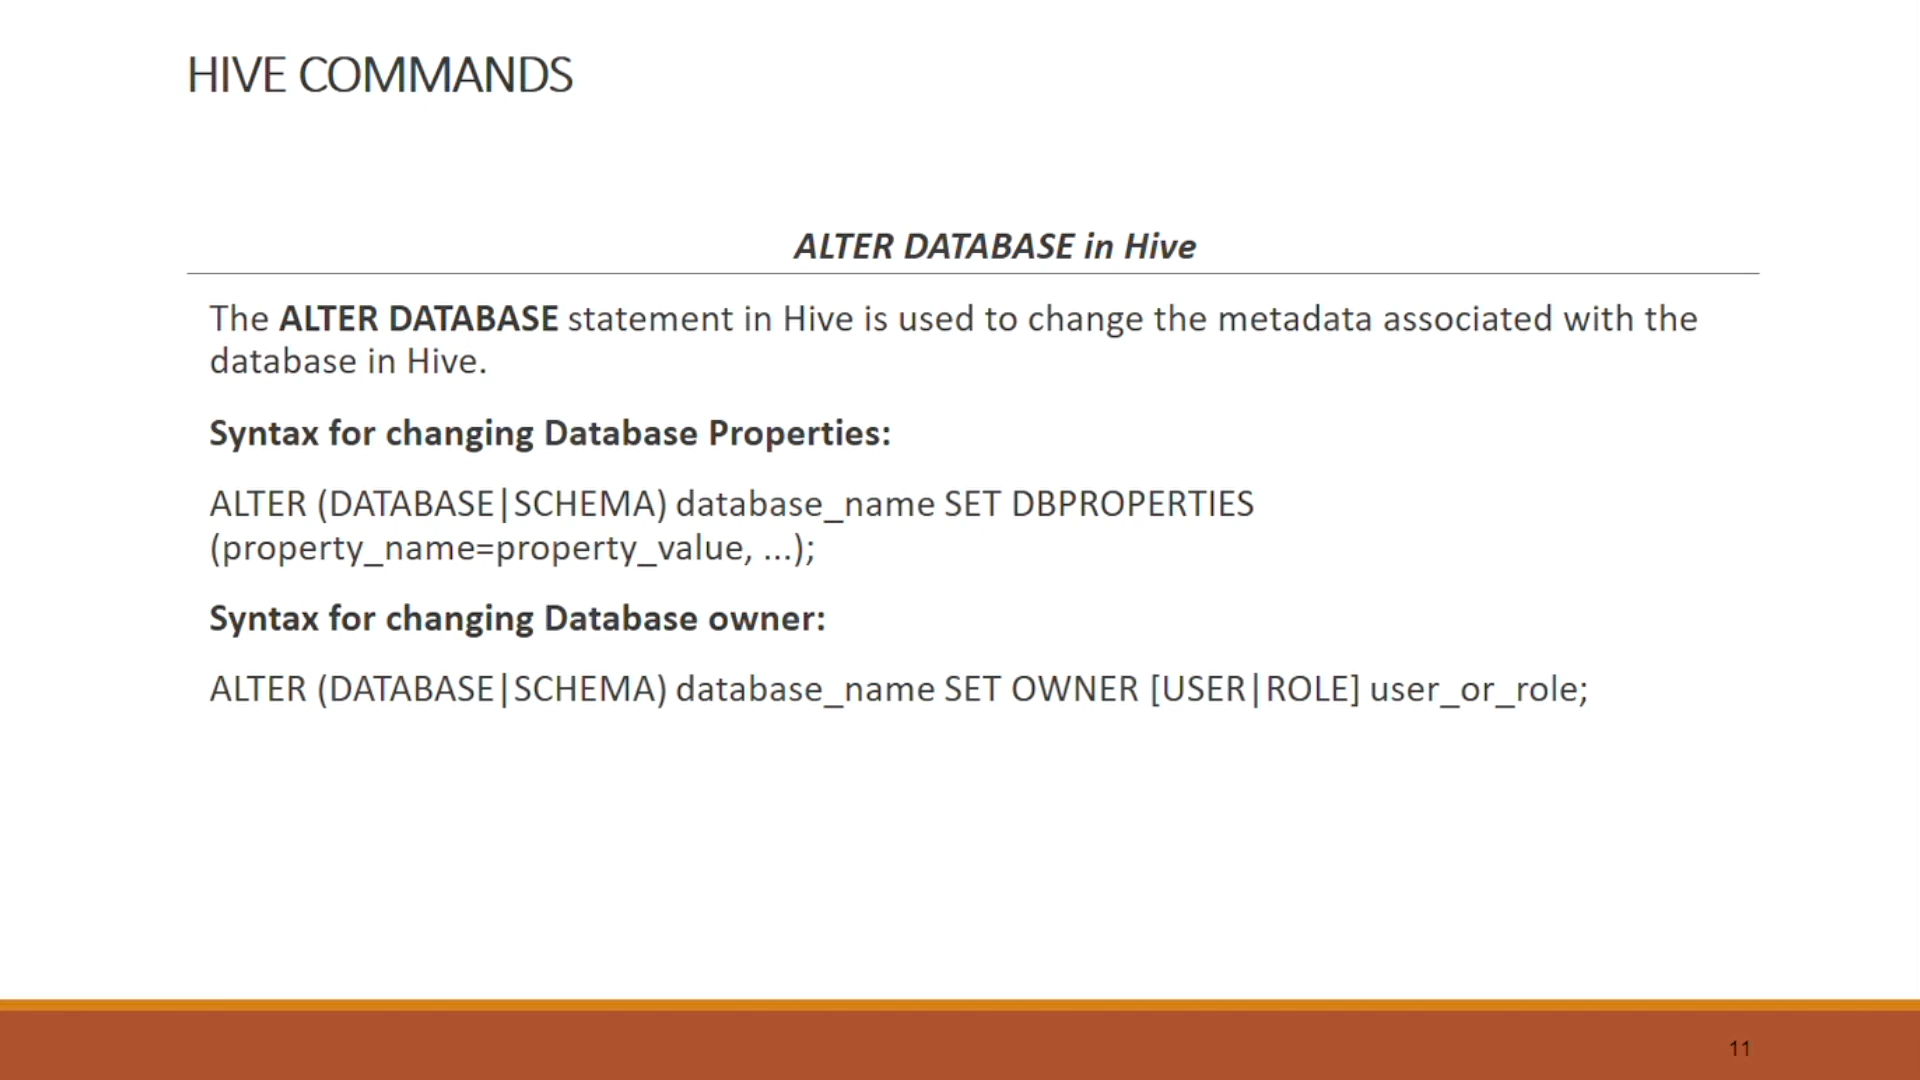 HIVE COMMANDS
ALTER DATABASE in Hive
The ALTER DATABASE statement in Hive is used to change the metadata associated with the
database in Hive.
Syntax for changing Database Properties:
ALTER (DATABASE|SCHEMA) database_name SET DBPROPERTIES
(property_name=property_value, ...);
Syntax for changing Database owner:
ALTER (DATABASE|SCHEMA) database_name SET OWNER [USER|ROLE] user_or_role;
11